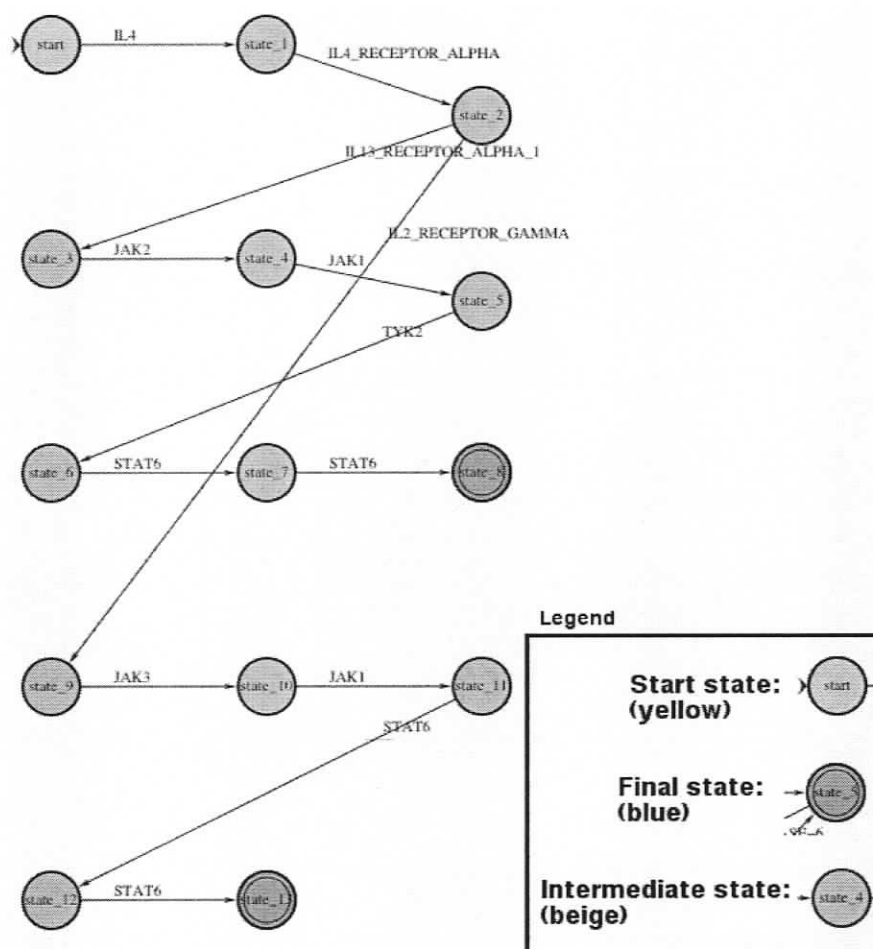 start
IL4
state_1
IL4_RECEPTOR_ALPHA
state_2
IL13_RECEPTOR_ALPHA_1
IL2_RECEPTOR_GAMMA
state_3
JAK2
state_4
JAK1
state_5
TYK2
state_6
STAT6
state_7
STAT6
state_8
state_9
JAK3
state_10
JAK1
state_11
STAT6
state_12
STAT6
state_13
Legend
Start state:
(yellow)
start
Final state:
(blue)
state_5
Intermediate state:
(beige)
state_4